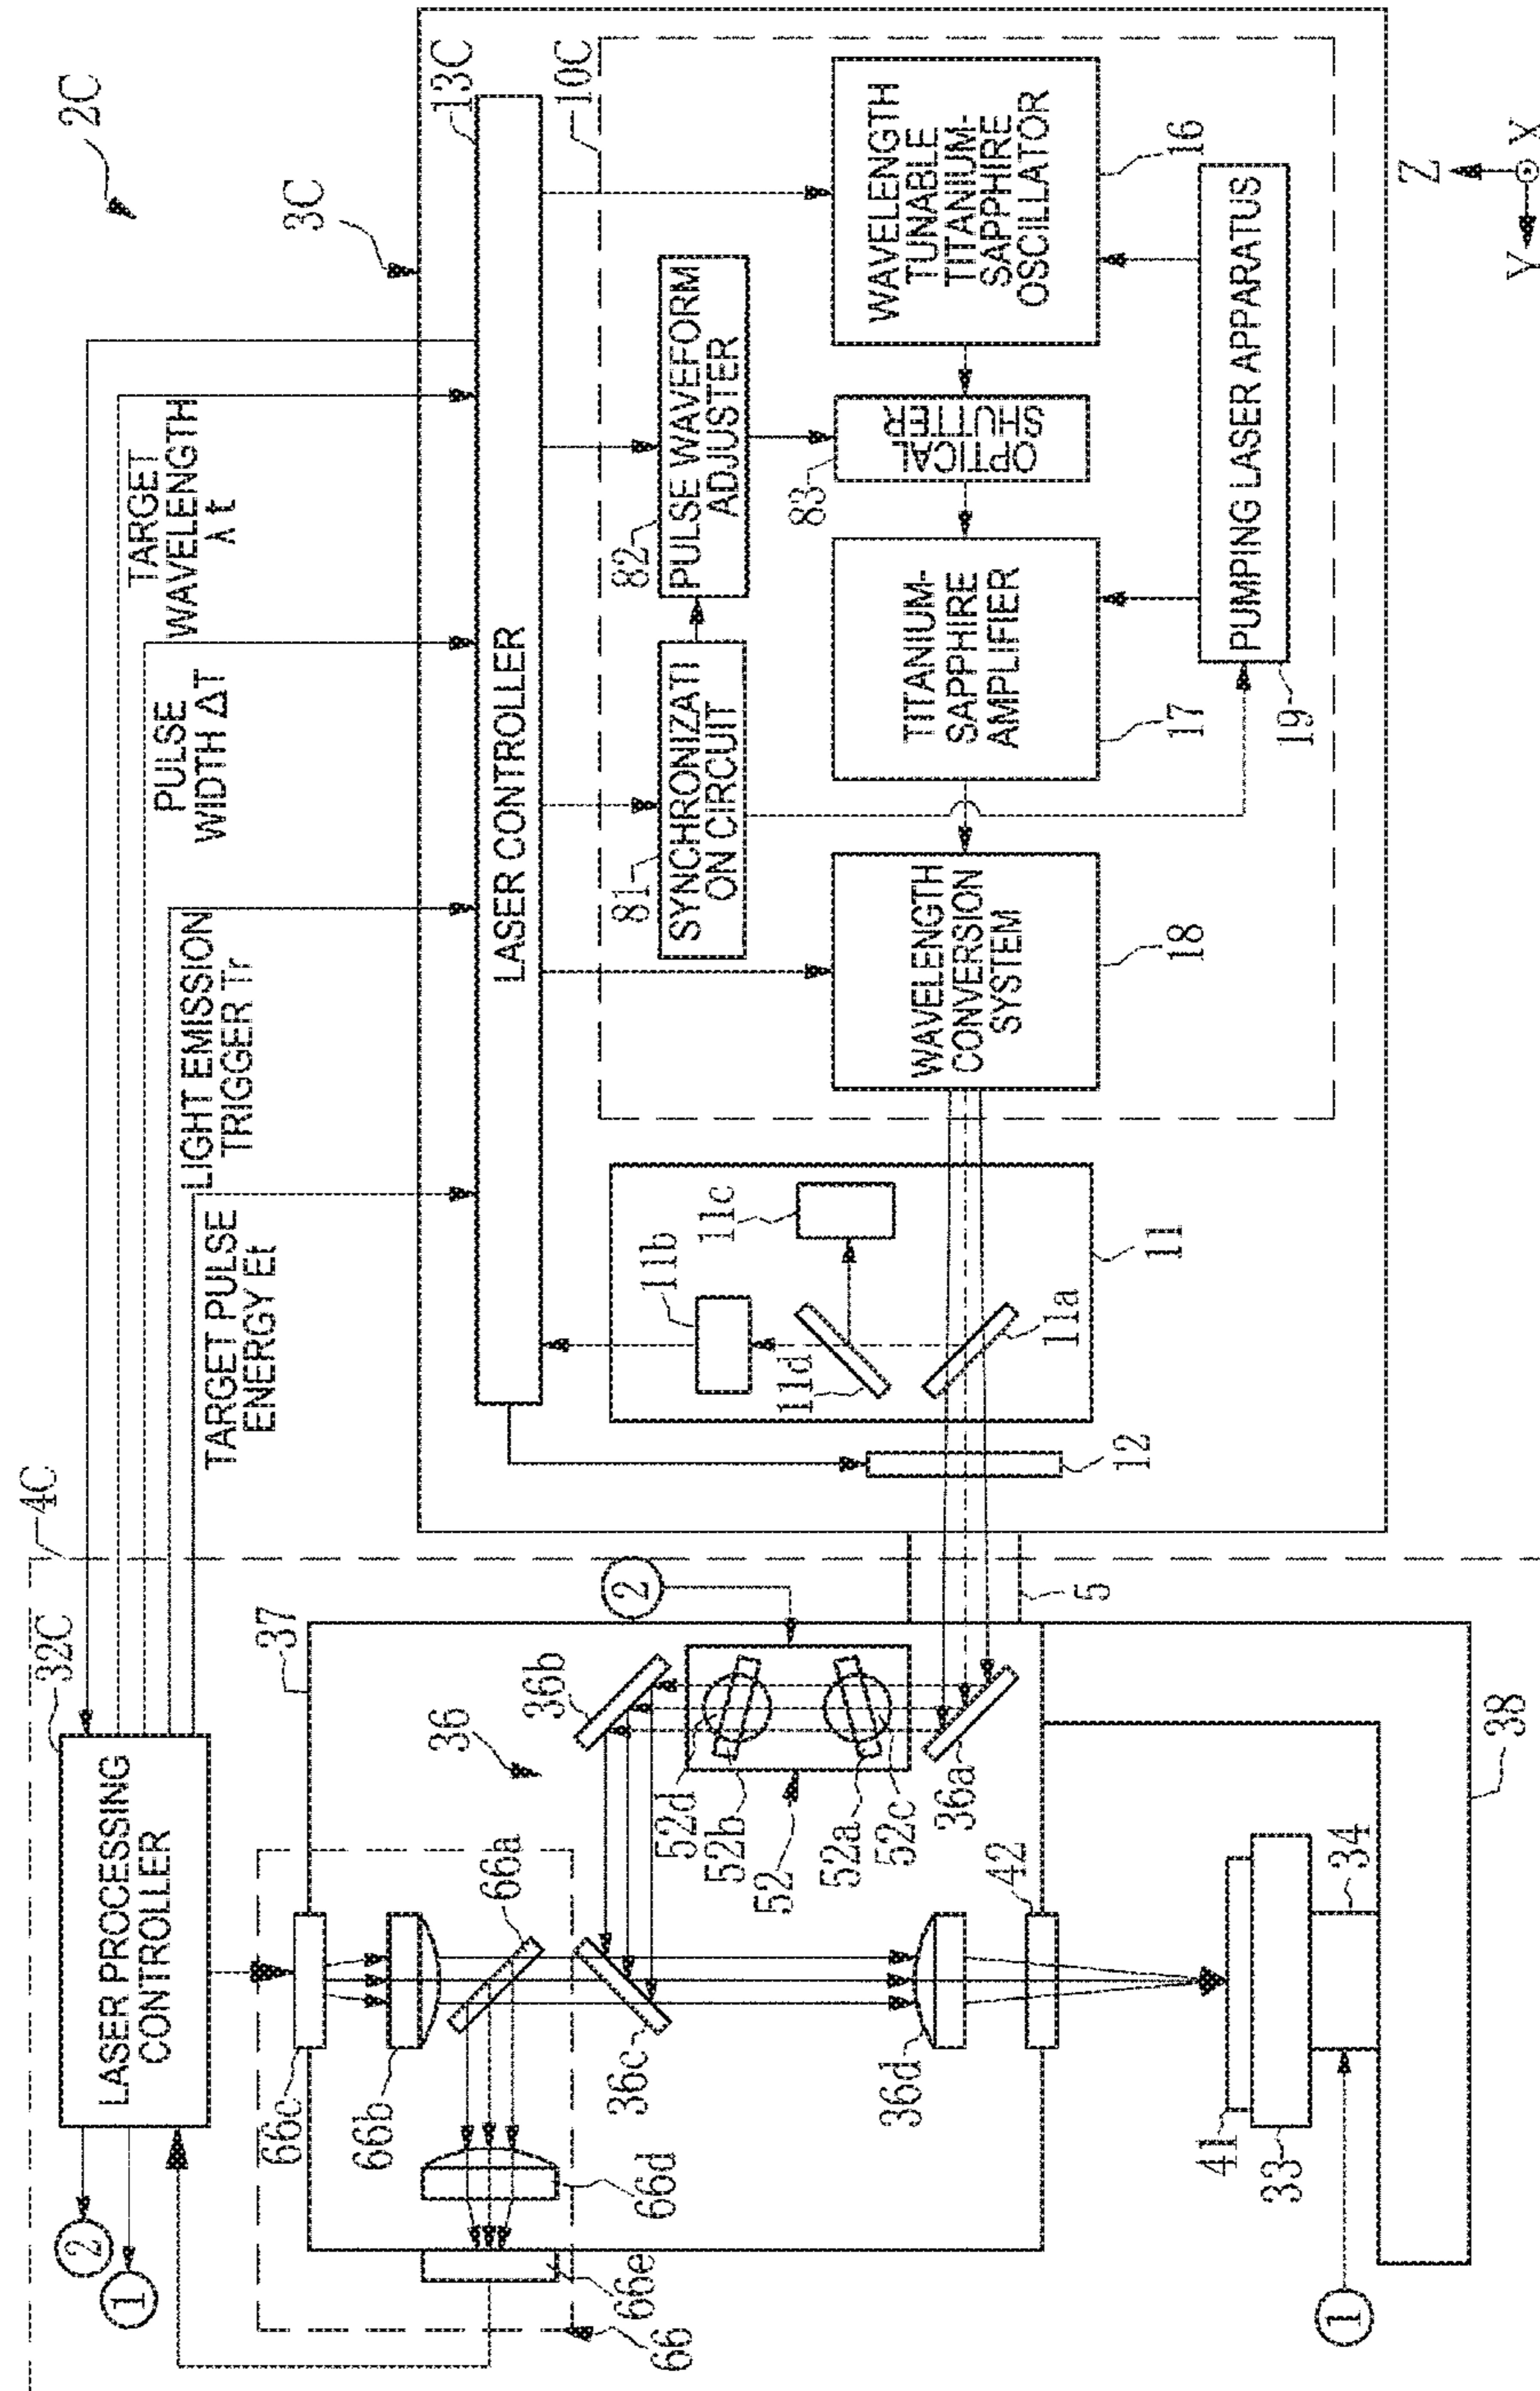 2C
4C
32C
LASER PROCESSING
CONTROLLER
2
1
TARGET
WAVELENGTH
λt
PULSE
WIDTH ΔT
LIGHT EMISSION
TRIGGER Tr
TARGET PULSE
ENERGY Et
3C
13C
LASER CONTROLLER
10C
81
SYNCHRONIZATI
ON CIRCUIT
82
PULSE WAVEFORM
ADJUSTER
83
OPTICAL
SHUTTER
WAVELENGTH
TUNABLE
TITANIUM-
SAPPHIRE
OSCILLATOR
16
TITANIUM-
SAPPHIRE
AMPLIFIER
17
WAVELENGTH
CONVERSION
SYSTEM
18
PUMPING LASER APPARATUS
19
11b
11c
11d
11a
11
12
5
37
2
36
36b
52d
52b
52
52a
52c
36a
66c
66b
66a
66d
66e
66
36c
36d
42
41
33
34
38
1
Z
Y
X